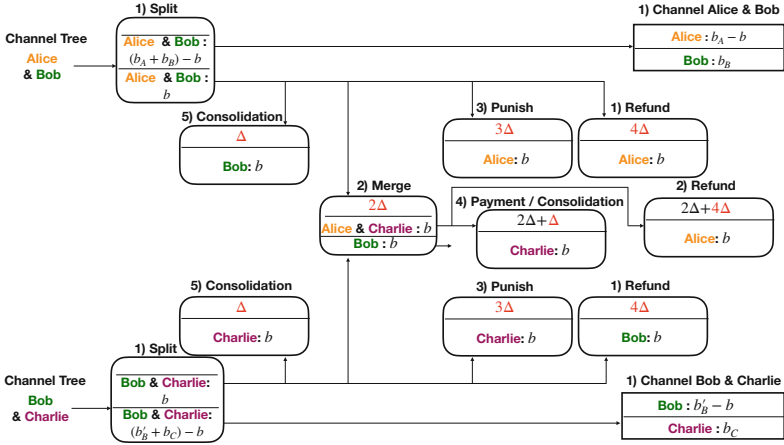 1) Split
1) Channel Alice & Bob
Channel Tree
Alice
& Bob
Alice & Bob :
(b_A + b_B) − b
Alice & Bob :
b
Alice : b_A − b
Bob : b_B
5) Consolidation
Δ
Bob: b
3) Punish
3Δ
Alice: b
1) Refund
4Δ
Alice: b
2) Merge
2Δ
Alice & Charlie : b
Bob : b
4) Payment / Consolidation
2Δ+Δ
Charlie: b
2) Refund
2Δ+4Δ
Alice: b
5) Consolidation
Δ
Charlie: b
3) Punish
3Δ
Charlie: b
1) Refund
4Δ
Bob: b
1) Split
Channel Tree
Bob
& Charlie
Bob & Charlie:
b
Bob & Charlie:
(b′_B + b_C) − b
1) Channel Bob & Charlie
Bob : b′_B − b
Charlie : b_C